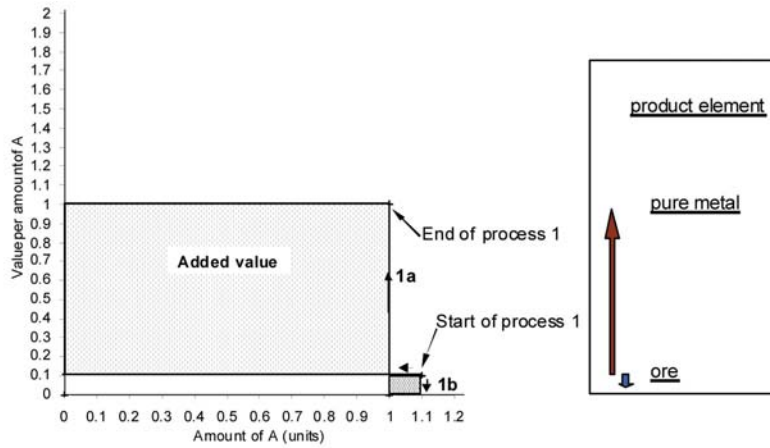 2
1.9
1.8
1.7
1.6
1.5
1.4
1.3
1.2
1.1
1
0.9
0.8
0.7
0.6
0.5
0.4
0.3
0.2
0.1
0
Valueper amountof A
Added value
End of process 1
1a
Start of process 1
1b
0 0.1 0.2 0.3 0.4 0.5 0.6 0.7 0.8 0.9 1 1.1 1.2
Amount of A (units)
product element
pure metal
ore